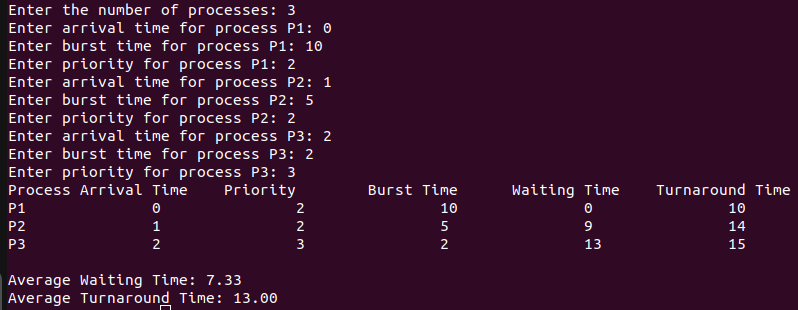 Enter the number of processes: 3
Enter arrival time for process P1: 0
Enter burst time for process P1: 10
Enter priority for process P1: 2
Enter arrival time for process P2: 1
Enter burst time for process P2: 5
Enter priority for process P2: 2
Enter arrival time for process P3: 2
Enter burst time for process P3: 2
Enter priority for process P3: 3
Process Arrival Time    Priority        Burst Time      Waiting Time    Turnaround Time
P1              0               2               10              0               10
P2              1               2               5               9               14
P3              2               3               2               13              15
Average Waiting Time: 7.33
Average Turnaround Time: 13.00